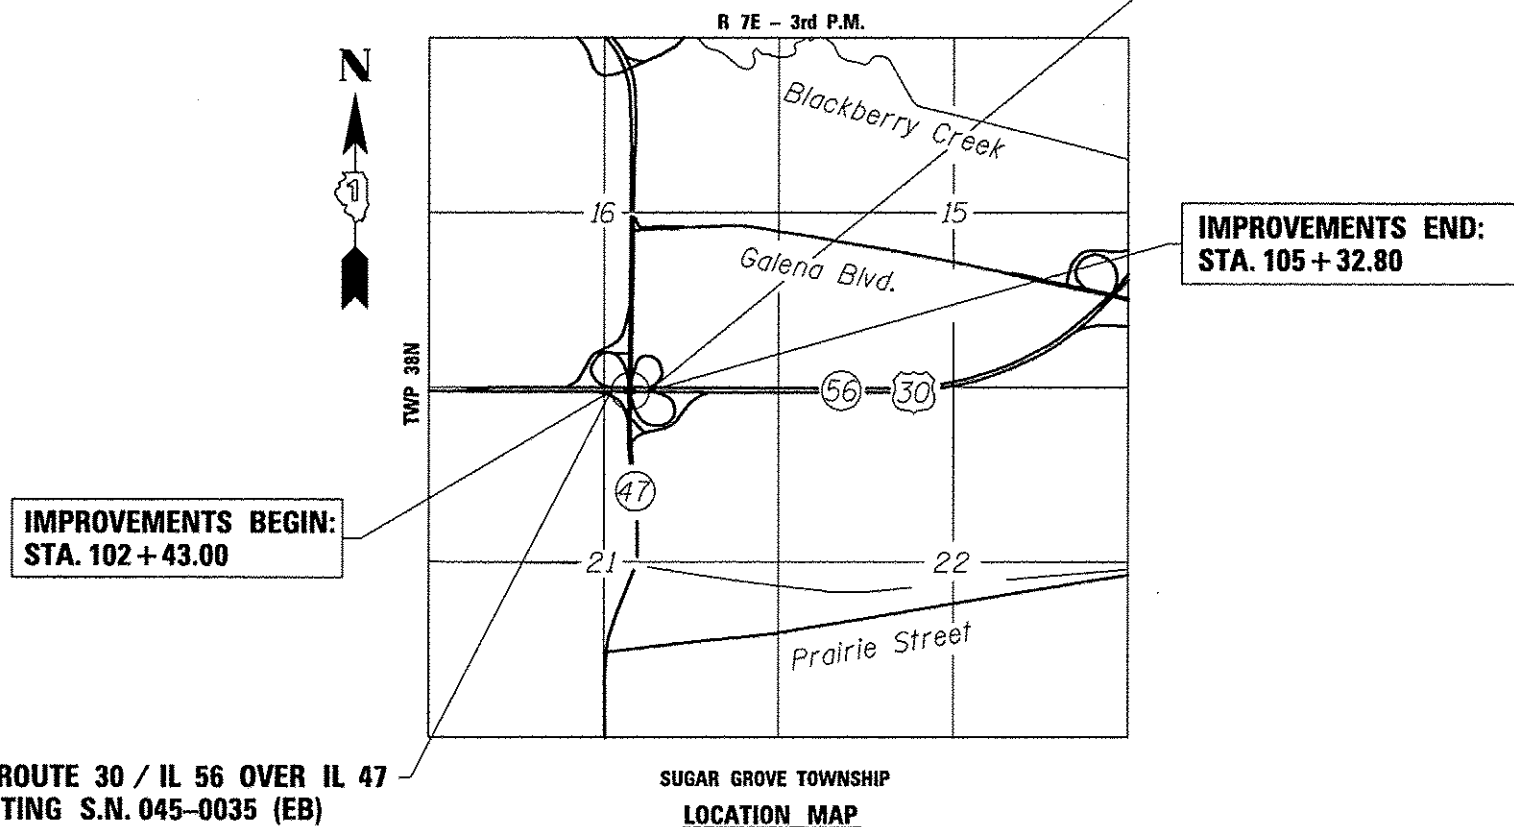 R 7E - 3rd P.M.
N
1
Blackberry Creek
16
15
Galena Blvd.
IMPROVEMENTS END:
STA. 105+32.80
TWP 38N
56
30
47
IMPROVEMENTS BEGIN:
STA. 102+43.00
21
22
Prairie Street
ROUTE 30 / IL 56 OVER IL 47
TING S.N. 045-0035 (EB)
SUGAR GROVE TOWNSHIP
LOCATION MAP